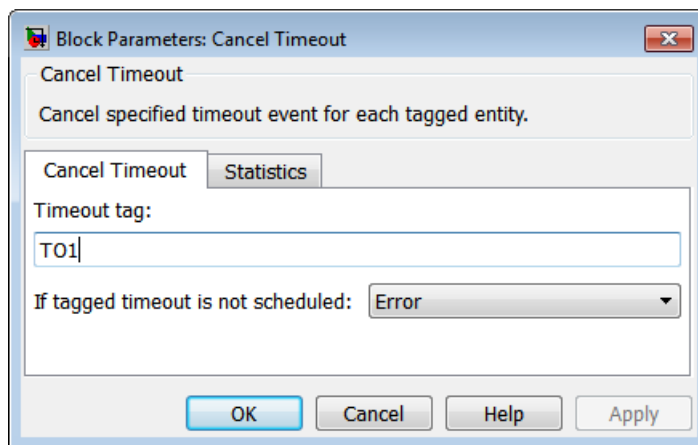 Block Parameters: Cancel Timeout
Cancel Timeout
Cancel specified timeout event for each tagged entity.
Cancel Timeout Statistics
Timeout tag:
TO1
If tagged timeout is not scheduled: Error
OK Cancel Help Apply